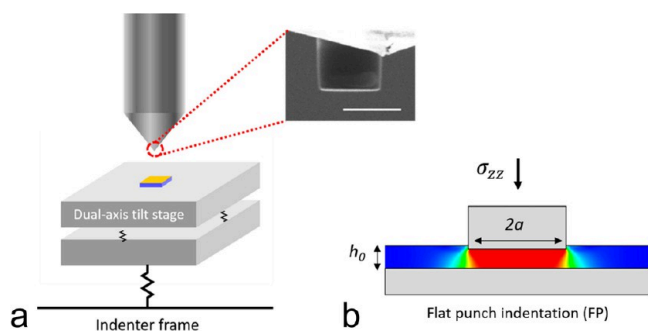 a
Dual-axis tilt stage
Indenter frame
b
σzz
2a
h0
Flat punch indentation (FP)